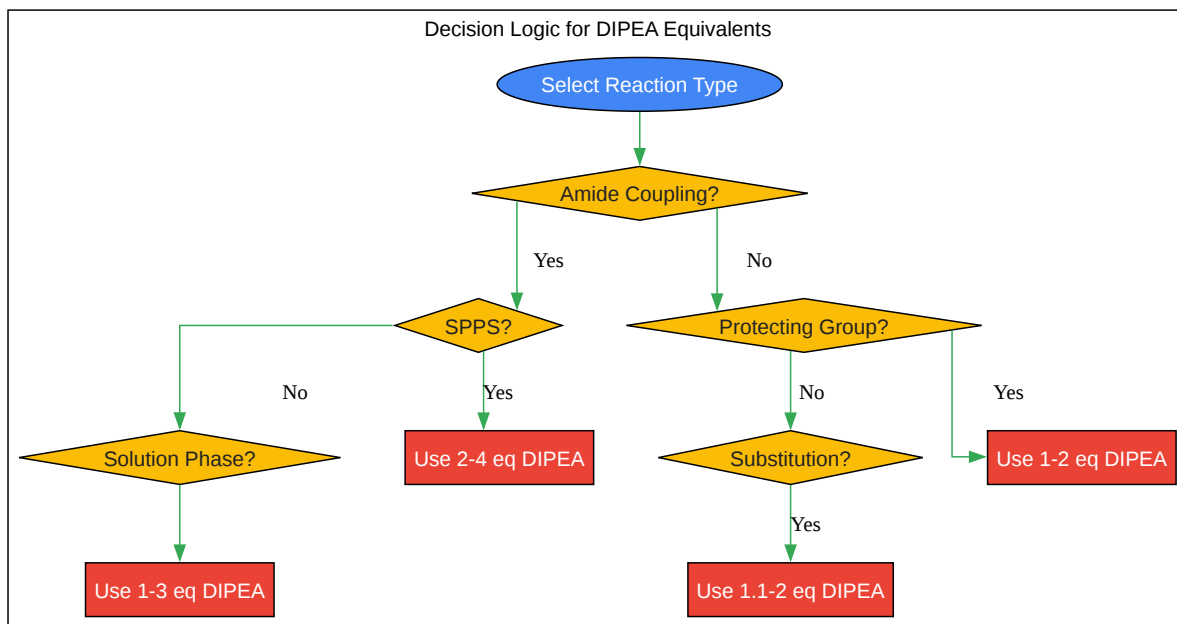 Decision Logic for DIPEA Equivalents
Select Reaction Type
Amide Coupling?
Yes
No
SPPS?
Protecting Group?
No
Yes
No
Yes
Solution Phase?
Use 2-4 eq DIPEA
Substitution?
Use 1-2 eq DIPEA
Yes
Use 1-3 eq DIPEA
Use 1.1-2 eq DIPEA